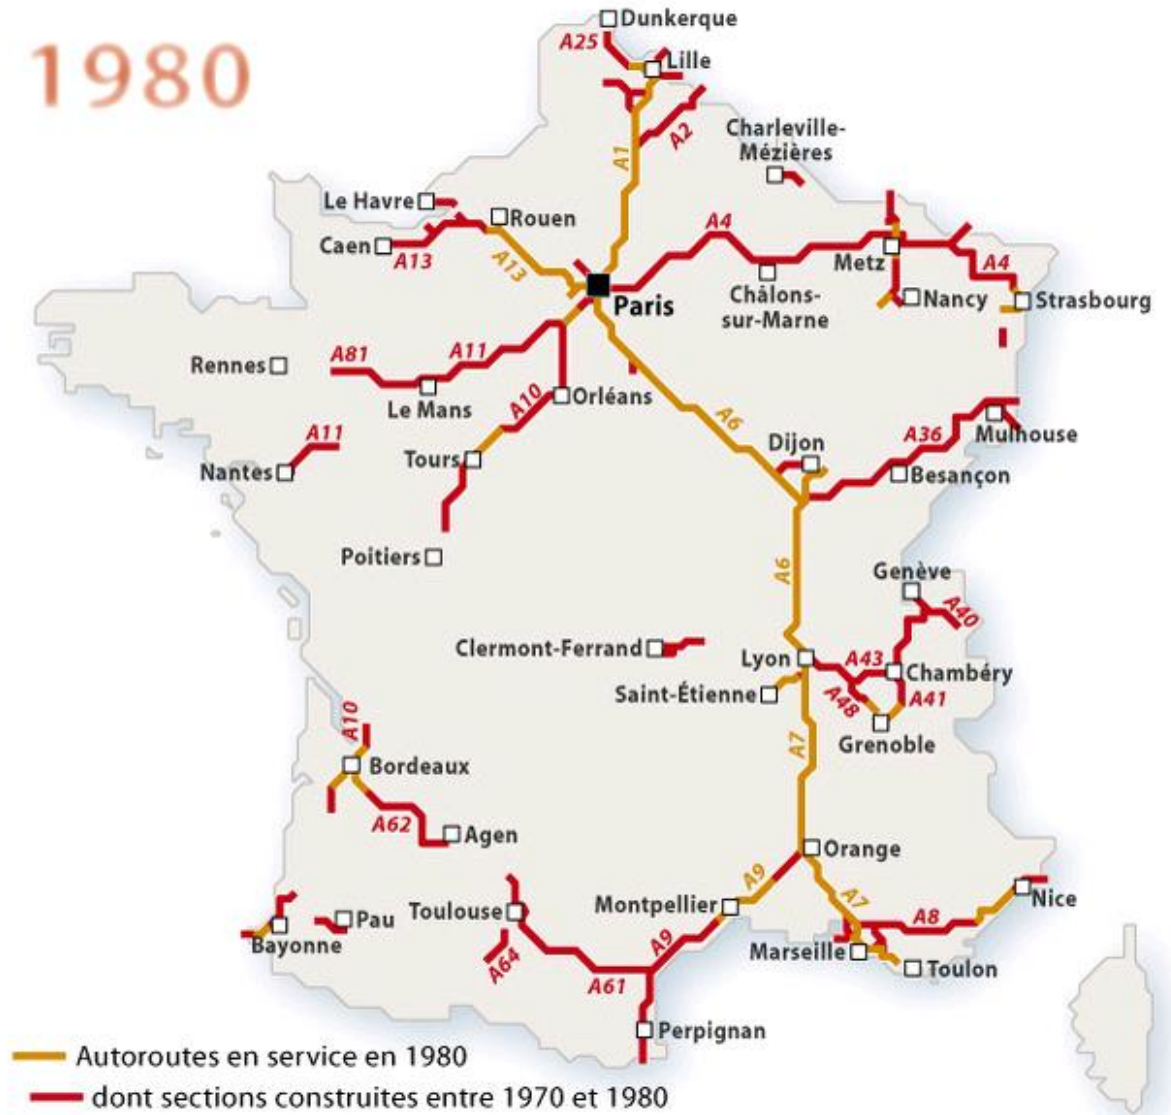 1980
Dunkerque
A25
Lille
A2
A1
Charleville-
Mézières
Le Havre
Rouen
Caen
A13
A13
A4
Metz
A4
Paris
Châlons-
sur-Marne
Nancy
Strasbourg
Rennes
A81
A11
Le Mans
A10
Orléans
A6
Mulhouse
A36
Dijon
Besançon
A11
Nantes
Tours
Poitiers
A6
Genève
A40
Clermont-Ferrand
Lyon
A43
Chambéry
Saint-Étienne
A48
A41
Grenoble
A7
A10
Bordeaux
A62
Agen
Orange
A9
A7
Montpellier
A8
Nice
Toulouse
Pau
Bayonne
A64
A9
A61
Marseille
Toulon
Perpignan
Autoroutes en service en 1980
dont sections construites entre 1970 et 1980